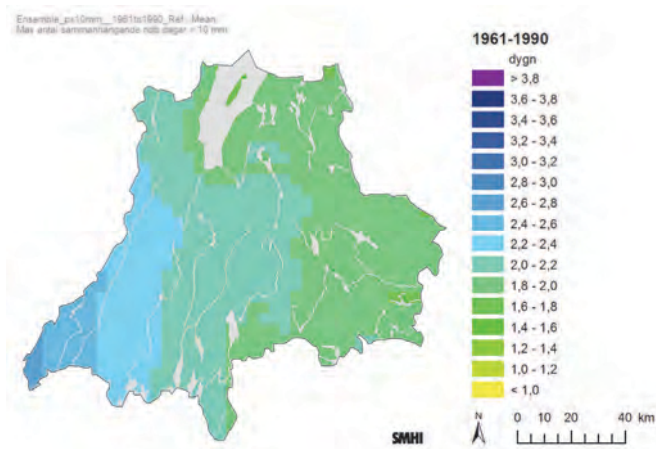 Ensemble_px10mm__1961ts1990_Ref - Mean
Max antal sammanhängande ndb dagar > 10 mm
1961-1990
dygn
> 3,8
3,6 - 3,8
3,4 - 3,6
3,2 - 3,4
3,0 - 3,2
2,8 - 3,0
2,6 - 2,8
2,4 - 2,6
2,2 - 2,4
2,0 - 2,2
1,8 - 2,0
1,6 - 1,8
1,4 - 1,6
1,2 - 1,4
1,0 - 1,2
< 1,0
N
0 10 20 40 km
SMHI